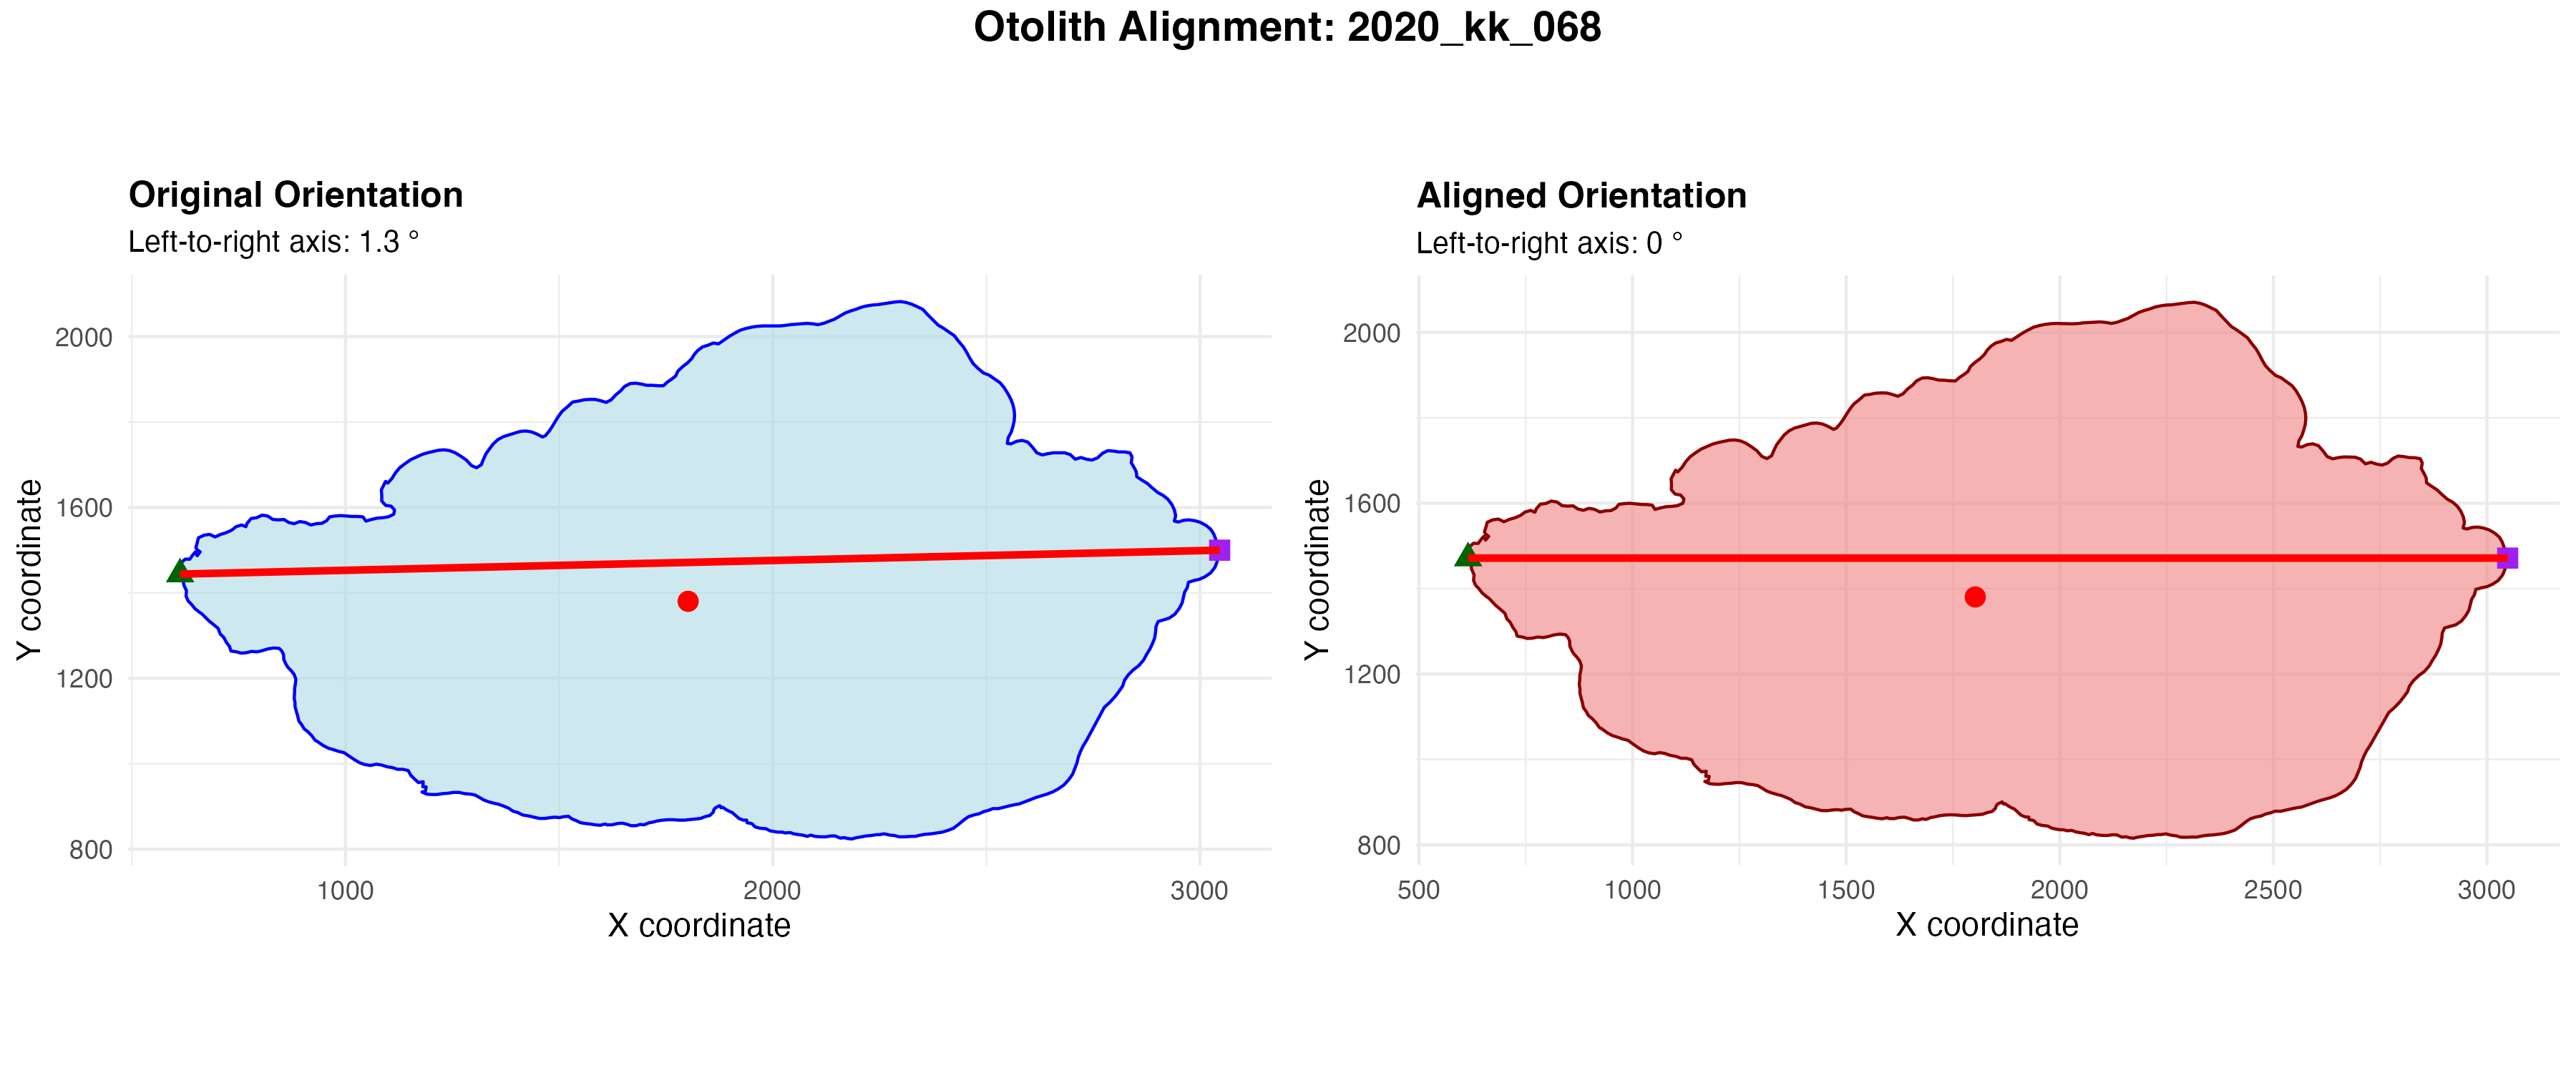 Otolith Alignment: 2020_kk_068
Original Orientation
Left-to-right axis: 1.3 °
2000
1600
1200
800
Y coordinate
1000
2000
3000
X coordinate
Aligned Orientation
Left-to-right axis: 0 °
2000
1600
1200
800
Y coordinate
500
1000
1500
2000
2500
3000
X coordinate